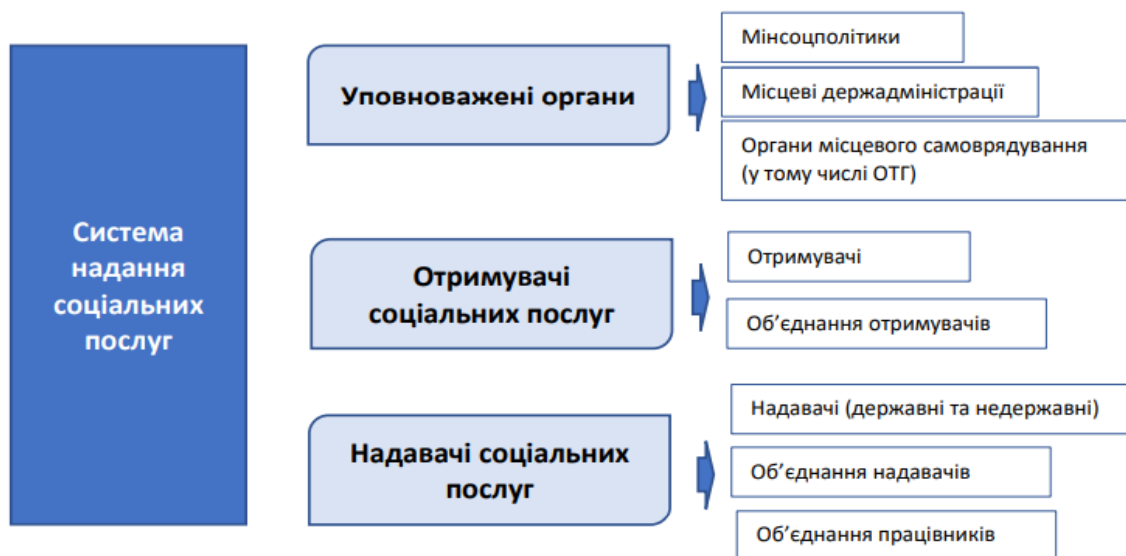 Система
надання
соціальних
послуг
Уповноважені органи
Мінсоцполітики
Місцеві держадміністрації
Органи місцевого самоврядування
(у тому числі ОТГ)
Отримувачі
соціальних послуг
Отримувачі
Об’єднання отримувачів
Надавачі соціальних
послуг
Надавачі (державні та недержавні)
Об’єднання надавачів
Об’єднання працівників